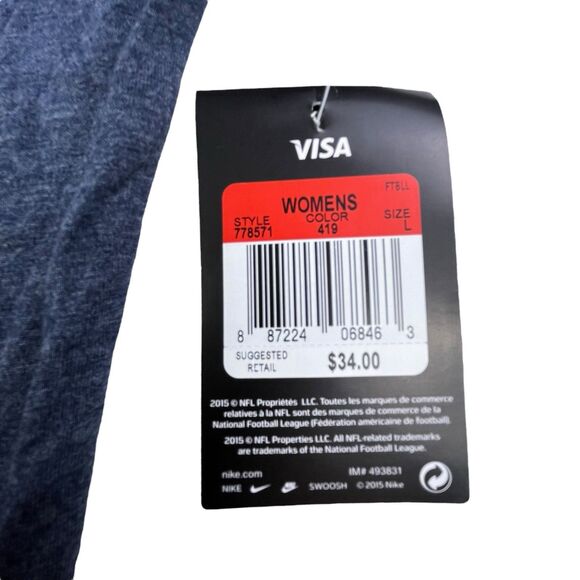 VISA
FTBLL
WOMENS
STYLE COLOR SIZE
778571 419 L
8 87224 06846 3
SUGGESTED
RETAIL $34.00
2015 © NFL Propriétés LLC. Toutes les marques de commerce
relatives à la NFL sont des marques de commerce de la
National Football League (Fédération américaine de football).
2015 © NFL Properties LLC. All NFL-related trademarks
are trademarks of the National Football League.
nike.com IM# 493831
NIKE SWOOSH © 2015 Nike